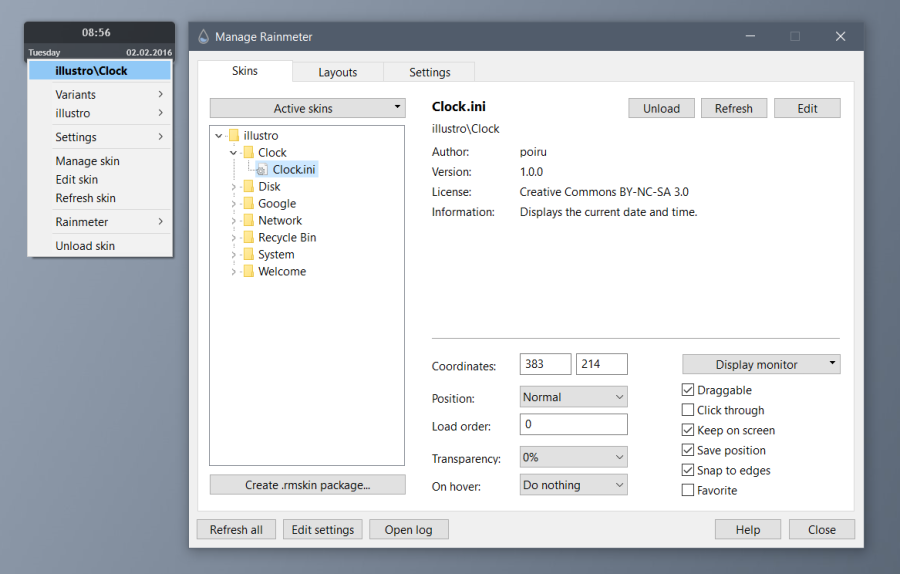 08:56
Tuesday 02.02.2016
illustro\Clock
Variants
illustro
Settings
Manage skin
Edit skin
Refresh skin
Rainmeter
Unload skin
Manage Rainmeter
Skins Layouts Settings
Active skins
illustro
Clock
Clock.ini
Disk
Google
Network
Recycle Bin
System
Welcome
Create .rmskin package...
Clock.ini
Unload Refresh Edit
illustro\Clock
Author: poiru
Version: 1.0.0
License: Creative Commons BY-NC-SA 3.0
Information: Displays the current date and time.
Coordinates: 383 214
Position: Normal
Load order: 0
Transparency: 0%
On hover: Do nothing
Display monitor
Draggable
Click through
Keep on screen
Save position
Snap to edges
Favorite
Refresh all Edit settings Open log Help Close